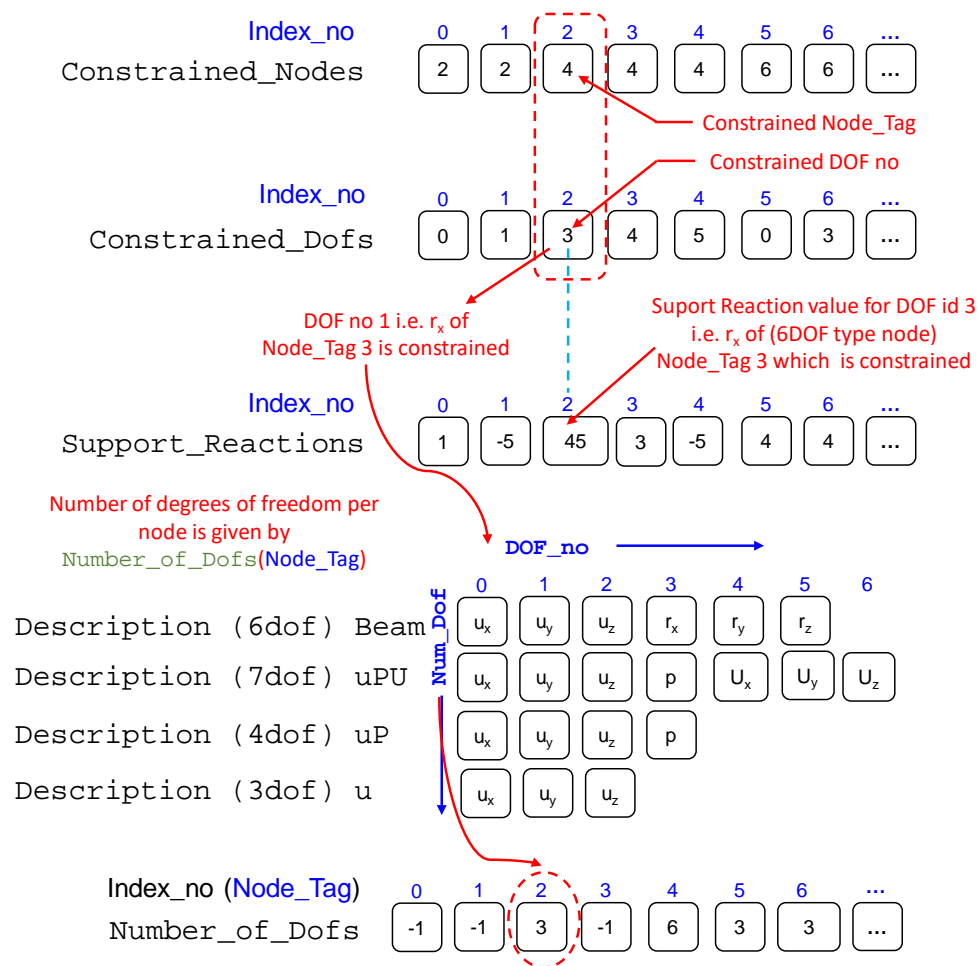 Index_no 0 1 2 3 4 5 6 ...
Constrained_Nodes 2 2 4 4 4 6 6 ...
Constrained Node_Tag
Constrained DOF no
Index_no 0 1 2 3 4 5 6 ...
Constrained_Dofs 0 1 3 4 5 0 3 ...
DOF no 1 i.e. rx of
Node_Tag 3 is constrained
Suport Reaction value for DOF id 3
i.e. rx of (6DOF type node)
Node_Tag 3 which is constrained
Index_no 0 1 2 3 4 5 6 ...
Support_Reactions 1 -5 45 3 -5 4 4 ...
Number of degrees of freedom per
node is given by
Number_of_Dofs(Node_Tag)
DOF_no
Num_Dof
0 1 2 3 4 5 6
Description (6dof) Beam ux uy uz rx ry rz
Description (7dof) uPU ux uy uz p Ux Uy Uz
Description (4dof) uP ux uy uz p
Description (3dof) u ux uy uz
Index_no (Node_Tag) 0 1 2 3 4 5 6 ...
Number_of_Dofs -1 -1 3 -1 6 3 3 ...